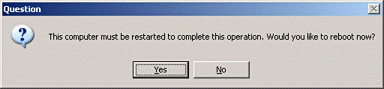 Question
This computer must be restarted to complete this operation. Would you like to reboot now?
Yes
No